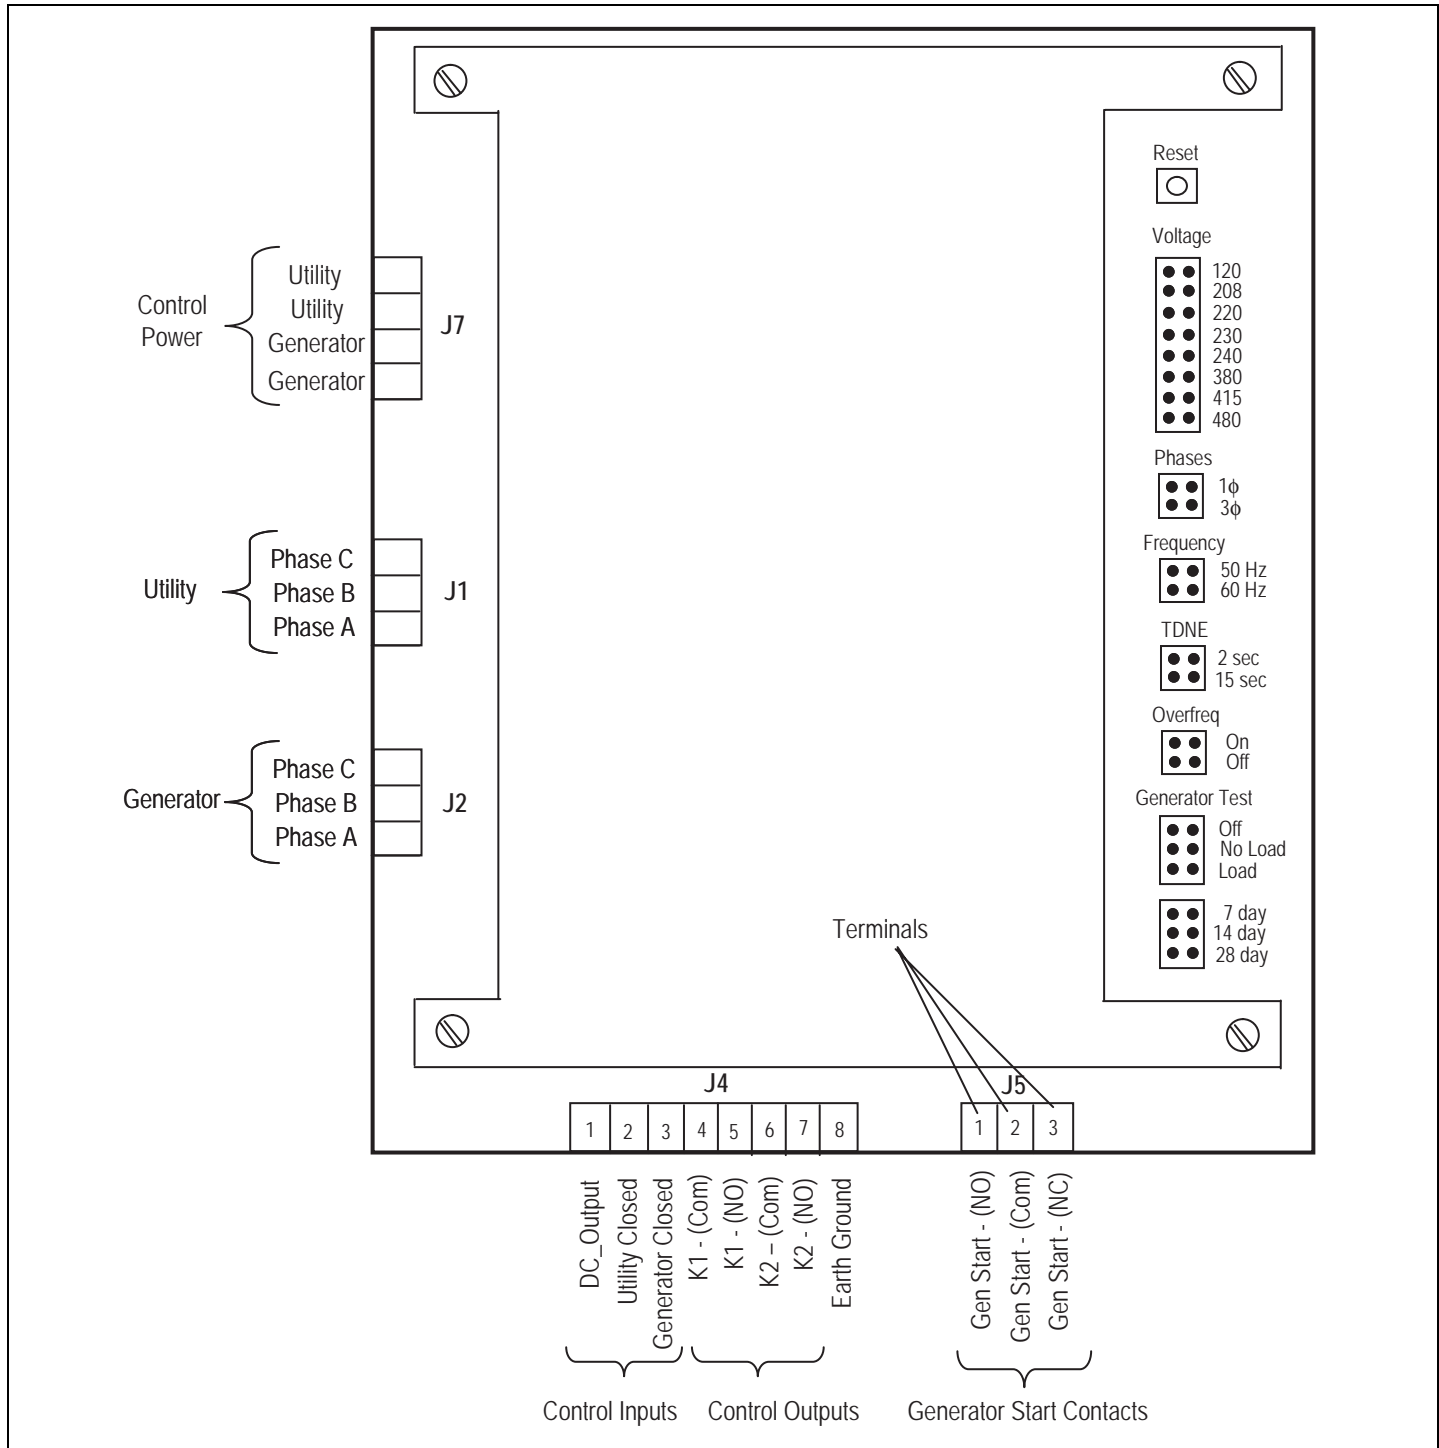 Reset
Voltage
120
208
220
230
240
380
415
480
Phases
1ϕ
3ϕ
Frequency
50 Hz
60 Hz
TDNE
2 sec
15 sec
Overfreq
On
Off
Generator Test
Off
No Load
Load
7 day
14 day
28 day
Control
Power
Utility
Utility
Generator
Generator
J7
Utility
Phase C
Phase B
Phase A
J1
Generator
Phase C
Phase B
Phase A
J2
Terminals
J4
1 2 3 4 5 6 7 8
J5
1 2 3
DC_Output
Utility Closed
Generator Closed
K1 - (Com)
K1 - (NO)
K2 – (Com)
K2 - (NO)
Earth Ground
Gen Start - (NO)
Gen Start - (Com)
Gen Start - (NC)
Control Inputs
Control Outputs
Generator Start Contacts